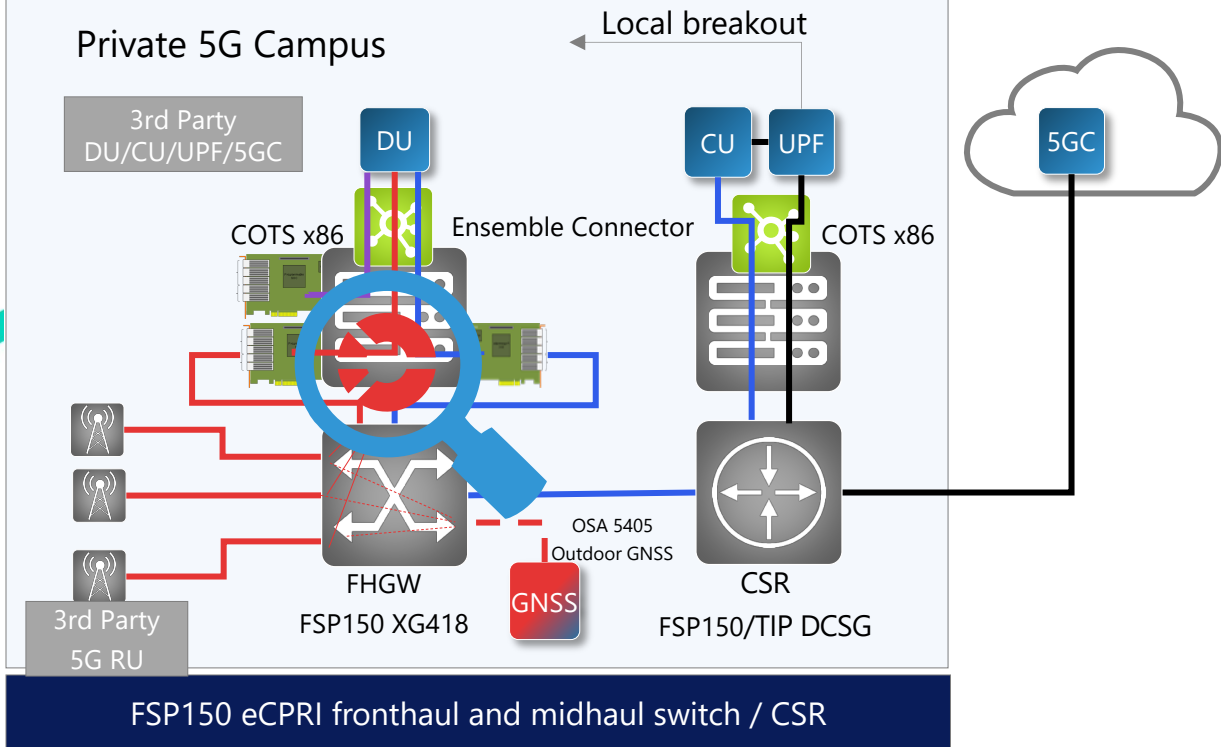 Private 5G Campus
Local breakout
3rd Party
DU/CU/UPF/5GC
DU
CU
UPF
5GC
COTS x86
Ensemble Connector
COTS x86
OSA 5405
Outdoor GNSS
GNSS
FHGW
FSP150 XG418
CSR
FSP150/TIP DCSG
3rd Party
5G RU
FSP150 eCPRI fronthaul and midhaul switch / CSR